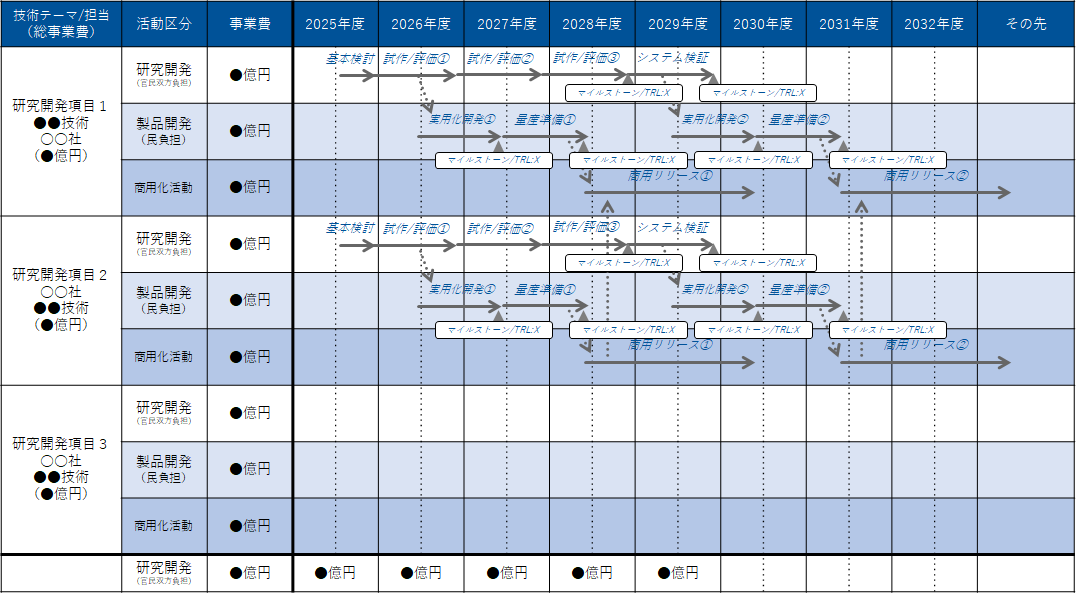 技術テーマ/担当
（総事業費）
活動区分
事業費
2025年度
2026年度
2027年度
2028年度
2029年度
2030年度
2031年度
2032年度
その先
研究開発項目１
●●技術
〇〇社
（●億円）
研究開発
（官民双方負担）
●億円
基本検討
試作/評価①
試作/評価②
試作/評価③
システム検証
マイルストーン/TRL:X
マイルストーン/TRL:X
製品開発
（民負担）
●億円
実用化開発①
量産準備①
実用化開発②
量産準備②
マイルストーン/TRL:X
マイルストーン/TRL:X
マイルストーン/TRL:X
マイルストーン/TRL:X
商用化活動
●億円
商用リリース①
商用リリース②
研究開発項目２
〇〇社
●●技術
（●億円）
研究開発
（官民双方負担）
●億円
基本検討
試作/評価①
試作/評価②
試作/評価③
システム検証
マイルストーン/TRL:X
マイルストーン/TRL:X
製品開発
（民負担）
●億円
実用化開発①
量産準備①
実用化開発②
量産準備②
マイルストーン/TRL:X
マイルストーン/TRL:X
マイルストーン/TRL:X
マイルストーン/TRL:X
商用化活動
●億円
商用リリース①
商用リリース②
研究開発項目３
〇〇社
●●技術
（●億円）
研究開発
（官民双方負担）
●億円
製品開発
（民負担）
●億円
商用化活動
●億円
研究開発
（官民双方負担）
●億円
●億円
●億円
●億円
●億円
●億円